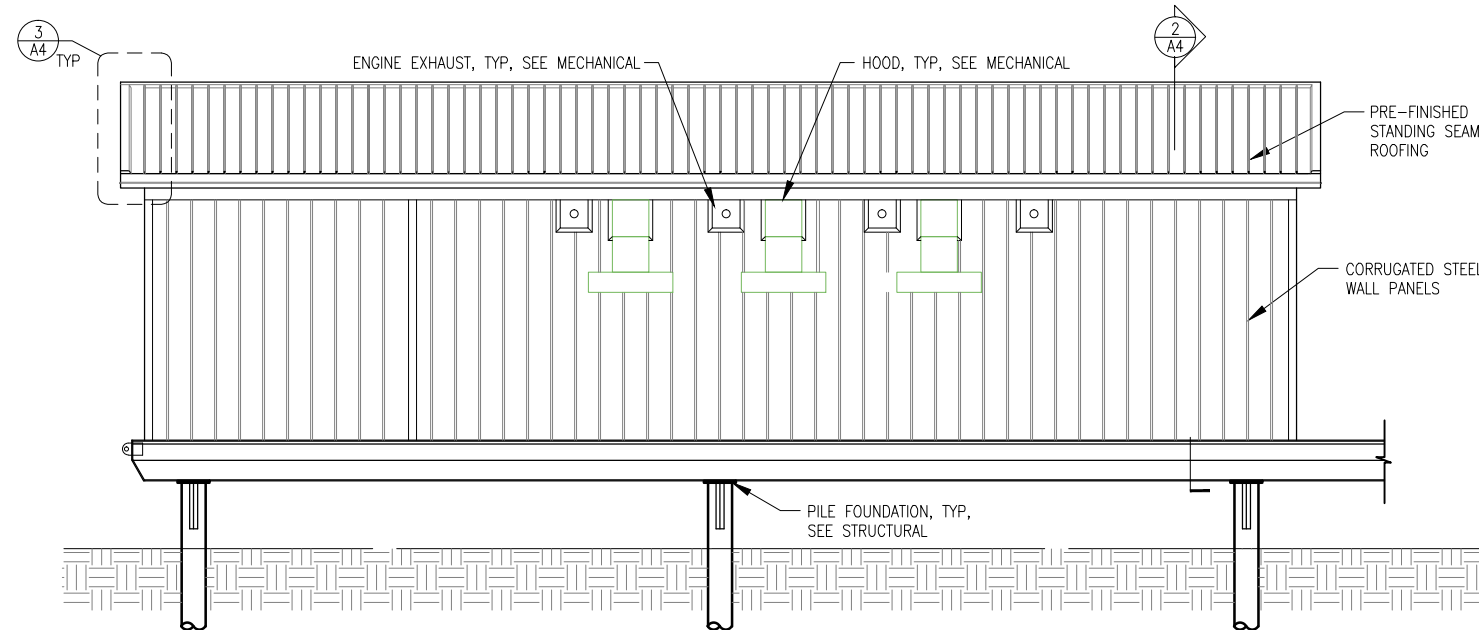 3
A4
TYP
ENGINE EXHAUST, TYP, SEE MECHANICAL
HOOD, TYP, SEE MECHANICAL
2
A4
PRE-FINISHED
STANDING SEAM
ROOFING
CORRUGATED STEEL
WALL PANELS
PILE FOUNDATION, TYP,
SEE STRUCTURAL